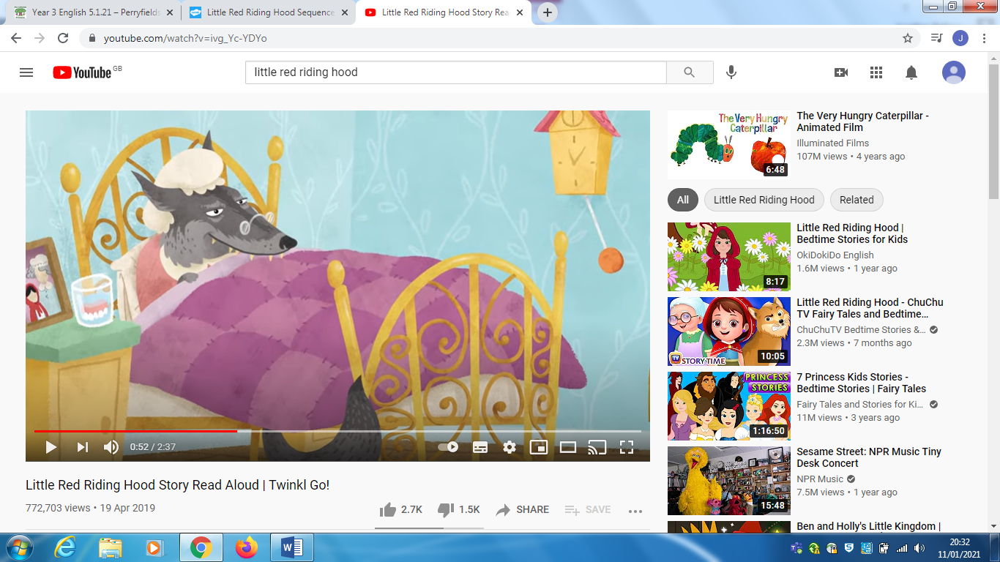 Year 3 English 5.1.21 – Perryfields
Little Red Riding Hood Sequence
Little Red Riding Hood Story Rea
youtube.com/watch?v=ivg_Yc-YDYo
J
YouTube GB
little red riding hood
0:52 / 2:37
Little Red Riding Hood Story Read Aloud | Twinkl Go!
772,703 views • 19 Apr 2019
2.7K
1.5K
SHARE
SAVE
The Very Hungry
Caterpillar
6:48
The Very Hungry Caterpillar -
Animated Film
Illuminated Films
107M views • 4 years ago
All
Little Red Riding Hood
Related
8:17
Little Red Riding Hood |
Bedtime Stories for Kids
OkiDokiDo English
1.6M views • 1 year ago
STORY TIME
10:05
Little Red Riding Hood - ChuChu
TV Fairy Tales and Bedtime...
ChuChuTV Bedtime Stories &...
2.3M views • 7 months ago
PRINCESS
STORIES
1:16:50
7 Princess Kids Stories -
Bedtime Stories | Fairy Tales
Fairy Tales and Stories for Ki...
11M views • 3 years ago
15:48
Sesame Street: NPR Music Tiny
Desk Concert
NPR Music
7.5M views • 1 year ago
Ben and Holly's Little Kingdom |
20:32
11/01/2021